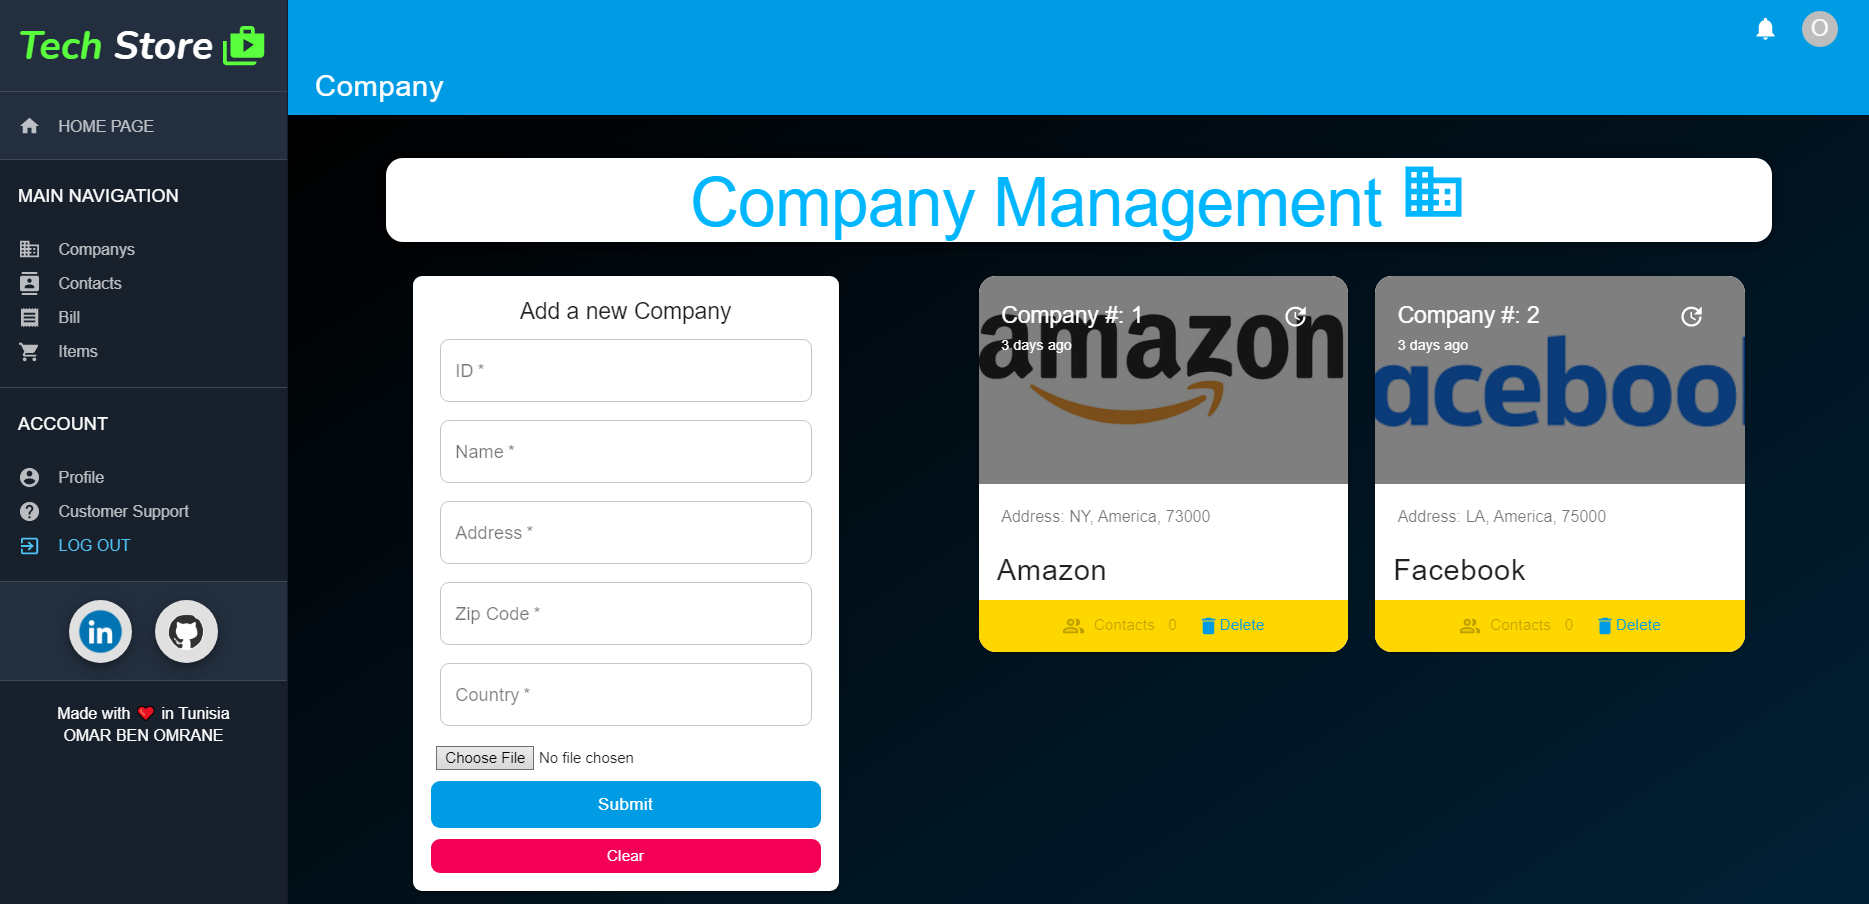 Tech Store
HOME PAGE
MAIN NAVIGATION
Companys
Contacts
Bill
Items
ACCOUNT
Profile
Customer Support
LOG OUT
in
Made with ❤ in Tunisia
OMAR BEN OMRANE
O
Company
Company Management
Add a new Company
ID *
Name *
Address *
Zip Code *
Country *
Choose File No file chosen
Submit
Clear
Company #: 1
3 days ago
amazon
Address: NY, America, 73000
Amazon
Contacts 0 Delete
Company #: 2
3 days ago
facebook
Address: LA, America, 75000
Facebook
Contacts 0 Delete